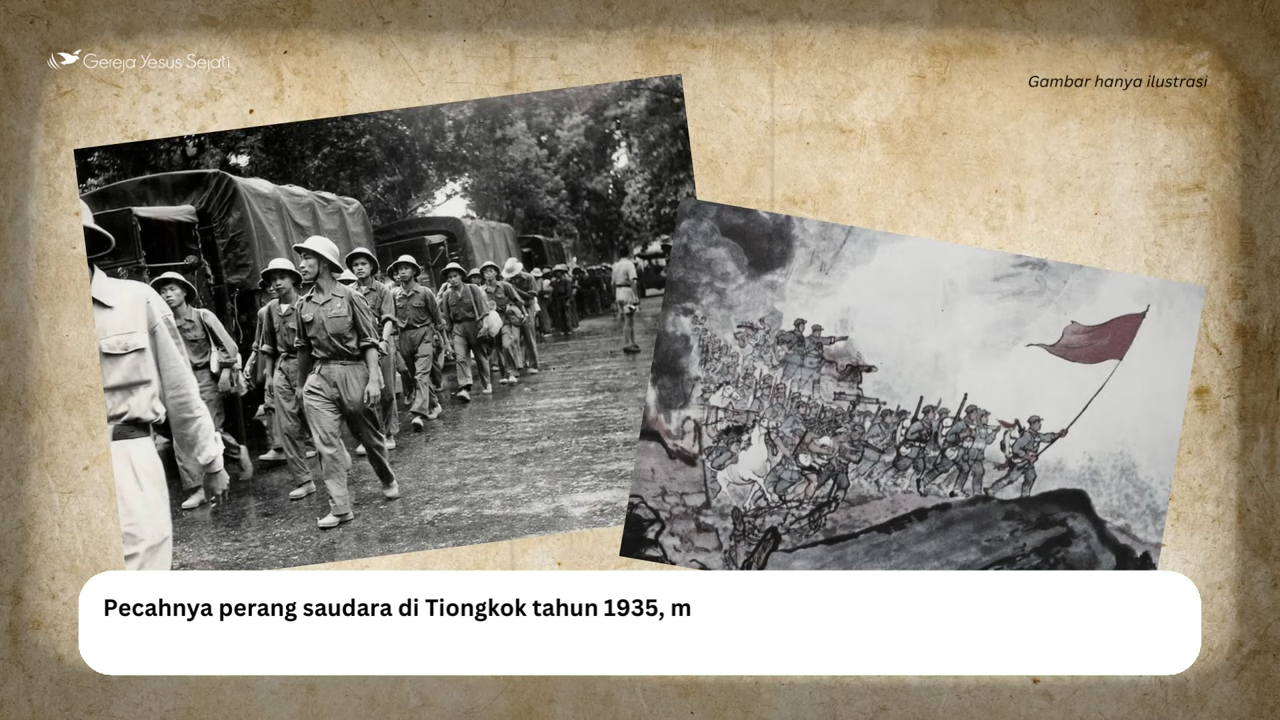 Gereja Yesus Sejati
Gambar hanya ilustrasi
Pecahnya perang saudara di Tiongkok tahun 1935, m